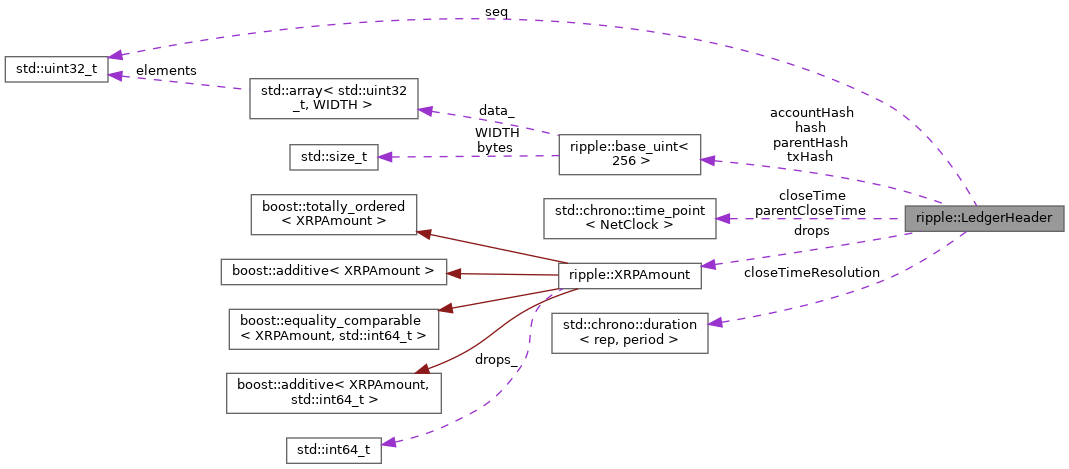 seq
std::uint32_t
elements
std::array< std::uint32
_t, WIDTH >
data_
WIDTH
bytes
std::size_t
ripple::base_uint<
256 >
accountHash
hash
parentHash
txHash
boost::totally_ordered
< XRPAmount >
std::chrono::time_point
< NetClock >
closeTime
parentCloseTime
ripple::LedgerHeader
drops
boost::additive< XRPAmount >
ripple::XRPAmount
closeTimeResolution
boost::equality_comparable
< XRPAmount, std::int64_t >
std::chrono::duration
< rep, period >
drops_
boost::additive< XRPAmount,
std::int64_t >
std::int64_t